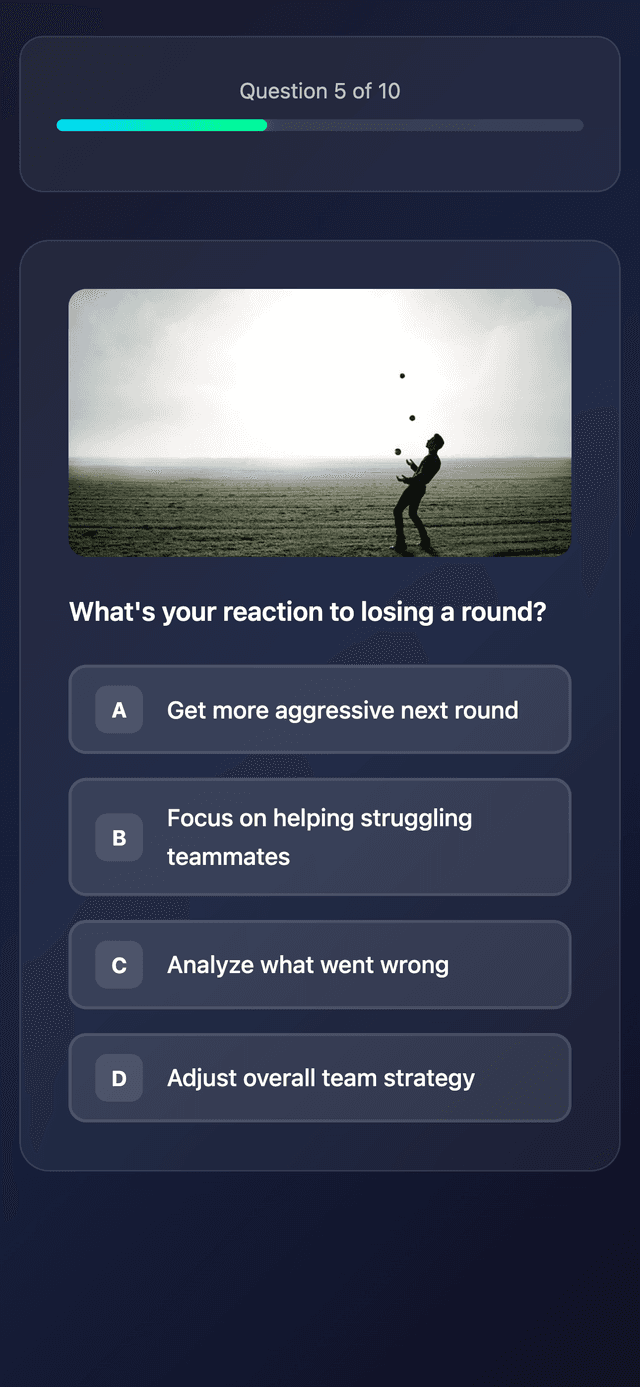 Question 5 of 10
What's your reaction to losing a round?
A
Get more aggressive next round
B
Focus on helping struggling
teammates
C
Analyze what went wrong
D
Adjust overall team strategy